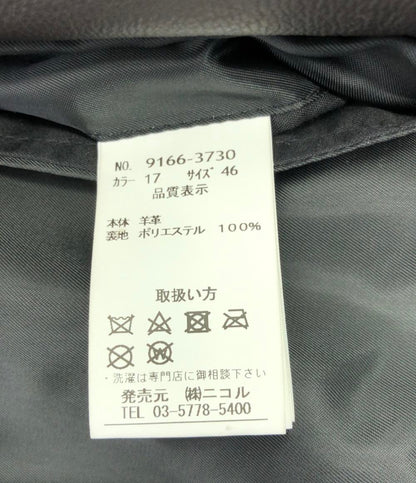 NO. 9166-3730
カラー 17 サイズ 46
品質表示
本体 羊革
裏地 ポリエステル 100%
取扱い方
・洗濯は専門店に御相談下さい
発売元 ㈱ニコル
TEL 03-5778-5400